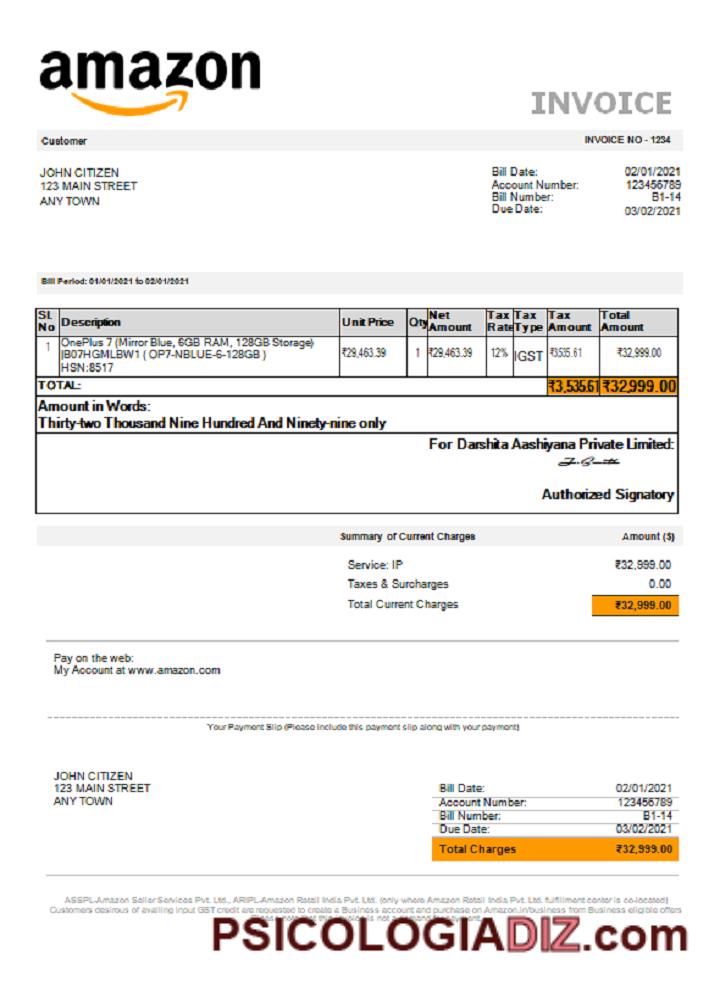 amazon
INVOICE
Customer INVOICE NO - 1234
JOHN CITIZEN
123 MAIN STREET
ANY TOWN
Bill Date: 02/01/2021
Account Number: 123456789
Bill Number: B1-14
Due Date: 03/02/2021
Bill Period: 01/01/2021 to 02/01/2021
SI. No Description Unit Price Qty Net Amount Tax Rate Tax Type Tax Amount Total Amount
1 OnePlus 7 (Mirror Blue, 6GB RAM, 128GB Storage) ₹29,463.39 1 ₹29,463.39 12% IGST ₹3535.61 ₹32,999.00
|B07HGMLBW1 ( OP7-NBLUE-6-128GB )
HSN:8517
TOTAL: ₹3,535.61 ₹32,999.00
Amount in Words:
Thirty-two Thousand Nine Hundred And Ninety-nine only
For Darshita Aashiyana Private Limited:
Authorized Signatory
Summary of Current Charges Amount ($)
Service: IP ₹32,999.00
Taxes & Surcharges 0.00
Total Current Charges ₹32,999.00
Pay on the web:
My Account at www.amazon.com
Your Payment Slip (Please include this payment slip along with your payment)
JOHN CITIZEN
123 MAIN STREET
ANY TOWN
Bill Date: 02/01/2021
Account Number: 123456789
Bill Number: B1-14
Due Date: 03/02/2021
Total Charges ₹32,999.00
ASSPL-Amazon Seller Services Pvt. Ltd., ARIPL-Amazon Retail India Pvt. Ltd. (only where Amazon Retail India Pvt. Ltd. fulfillment center is co-located)
Customers desirous of availing input GST credit are requested to create a Business account and purchase on Amazon.in/business from Business eligible offers
Please note that this invoice is not a demand for payment
PSICOLOGIADIZ.com